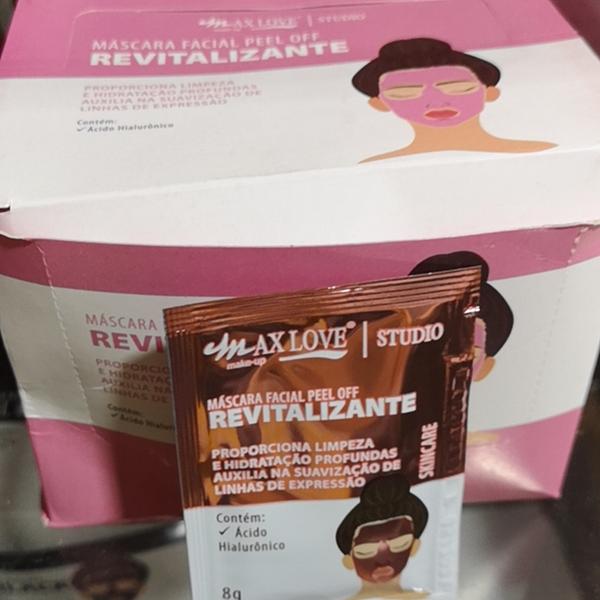 MAX LOVE | STUDIO
make-up
MÁSCARA FACIAL PEEL OFF
REVITALIZANTE
PROPORCIONA LIMPEZA
E HIDRATAÇÃO PROFUNDAS
AUXILIA NA SUAVIZAÇÃO DE
LINHAS DE EXPRESSÃO
Contém:
✓ Ácido Hialurônico
MÁSCARA
REVI
PROPORCIO
E HIDRATAÇ
AUXILIA NA
LINHAS DE
Contém:
✓ Ácido Hialur
MAX LOVE® | STUDIO
make-up
MÁSCARA FACIAL PEEL OFF
REVITALIZANTE
PROPORCIONA LIMPEZA
E HIDRATAÇÃO PROFUNDAS
AUXILIA NA SUAVIZAÇÃO DE
LINHAS DE EXPRESSÃO
SKINCARE
Contém:
✓ Ácido
Hialurônico
8g